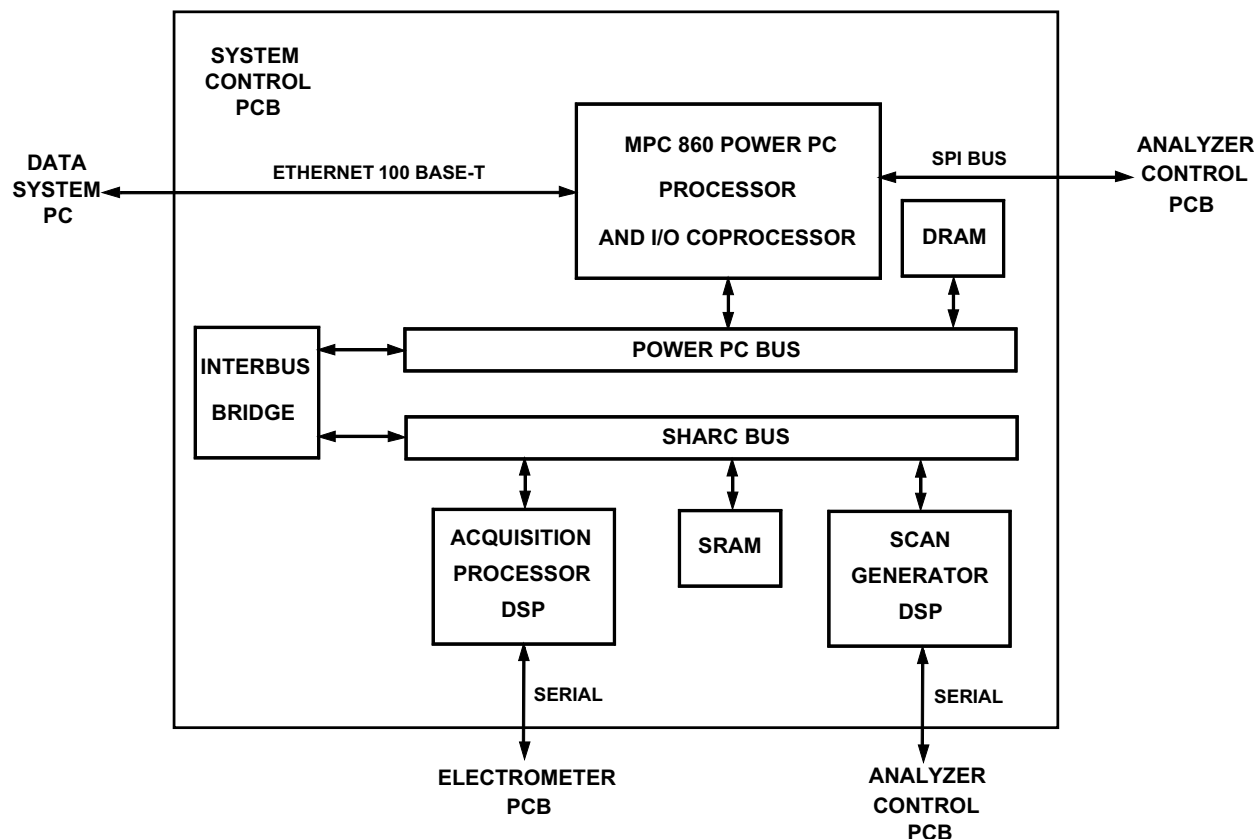 SYSTEM
CONTROL
PCB
DATA
SYSTEM
PC
ETHERNET 100 BASE-T
MPC 860 POWER PC
PROCESSOR
AND I/O COPROCESSOR
SPI BUS
ANALYZER
CONTROL
PCB
DRAM
INTERBUS
BRIDGE
POWER PC BUS
SHARC BUS
ACQUISITION
PROCESSOR
DSP
SRAM
SCAN
GENERATOR
DSP
SERIAL
SERIAL
ELECTROMETER
PCB
ANALYZER
CONTROL
PCB